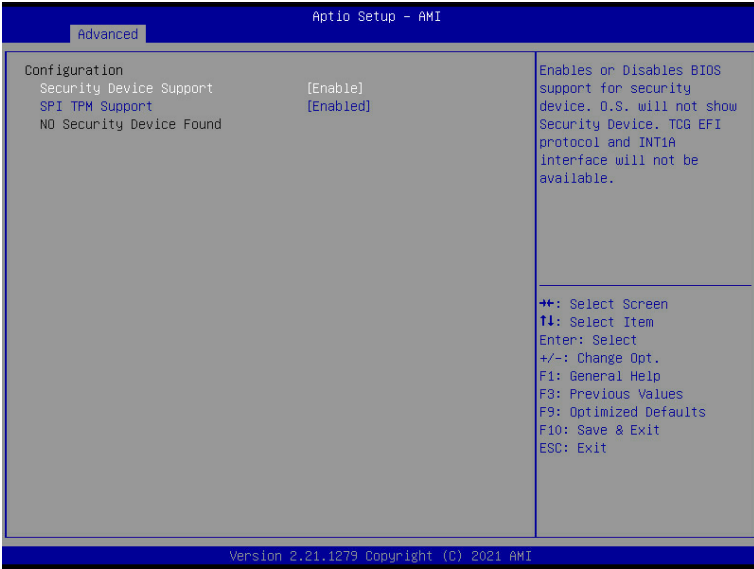 Aptio Setup – AMI
Advanced
Configuration
Security Device Support [Enable]
SPI TPM Support [Enabled]
NO Security Device Found
Enables or Disables BIOS
support for security
device. O.S. will not show
Security Device. TCG EFI
protocol and INT1A
interface will not be
available.
→←: Select Screen
↑↓: Select Item
Enter: Select
+/-: Change Opt.
F1: General Help
F3: Previous Values
F9: Optimized Defaults
F10: Save & Exit
ESC: Exit
Version 2.21.1279 Copyright (C) 2021 AMI